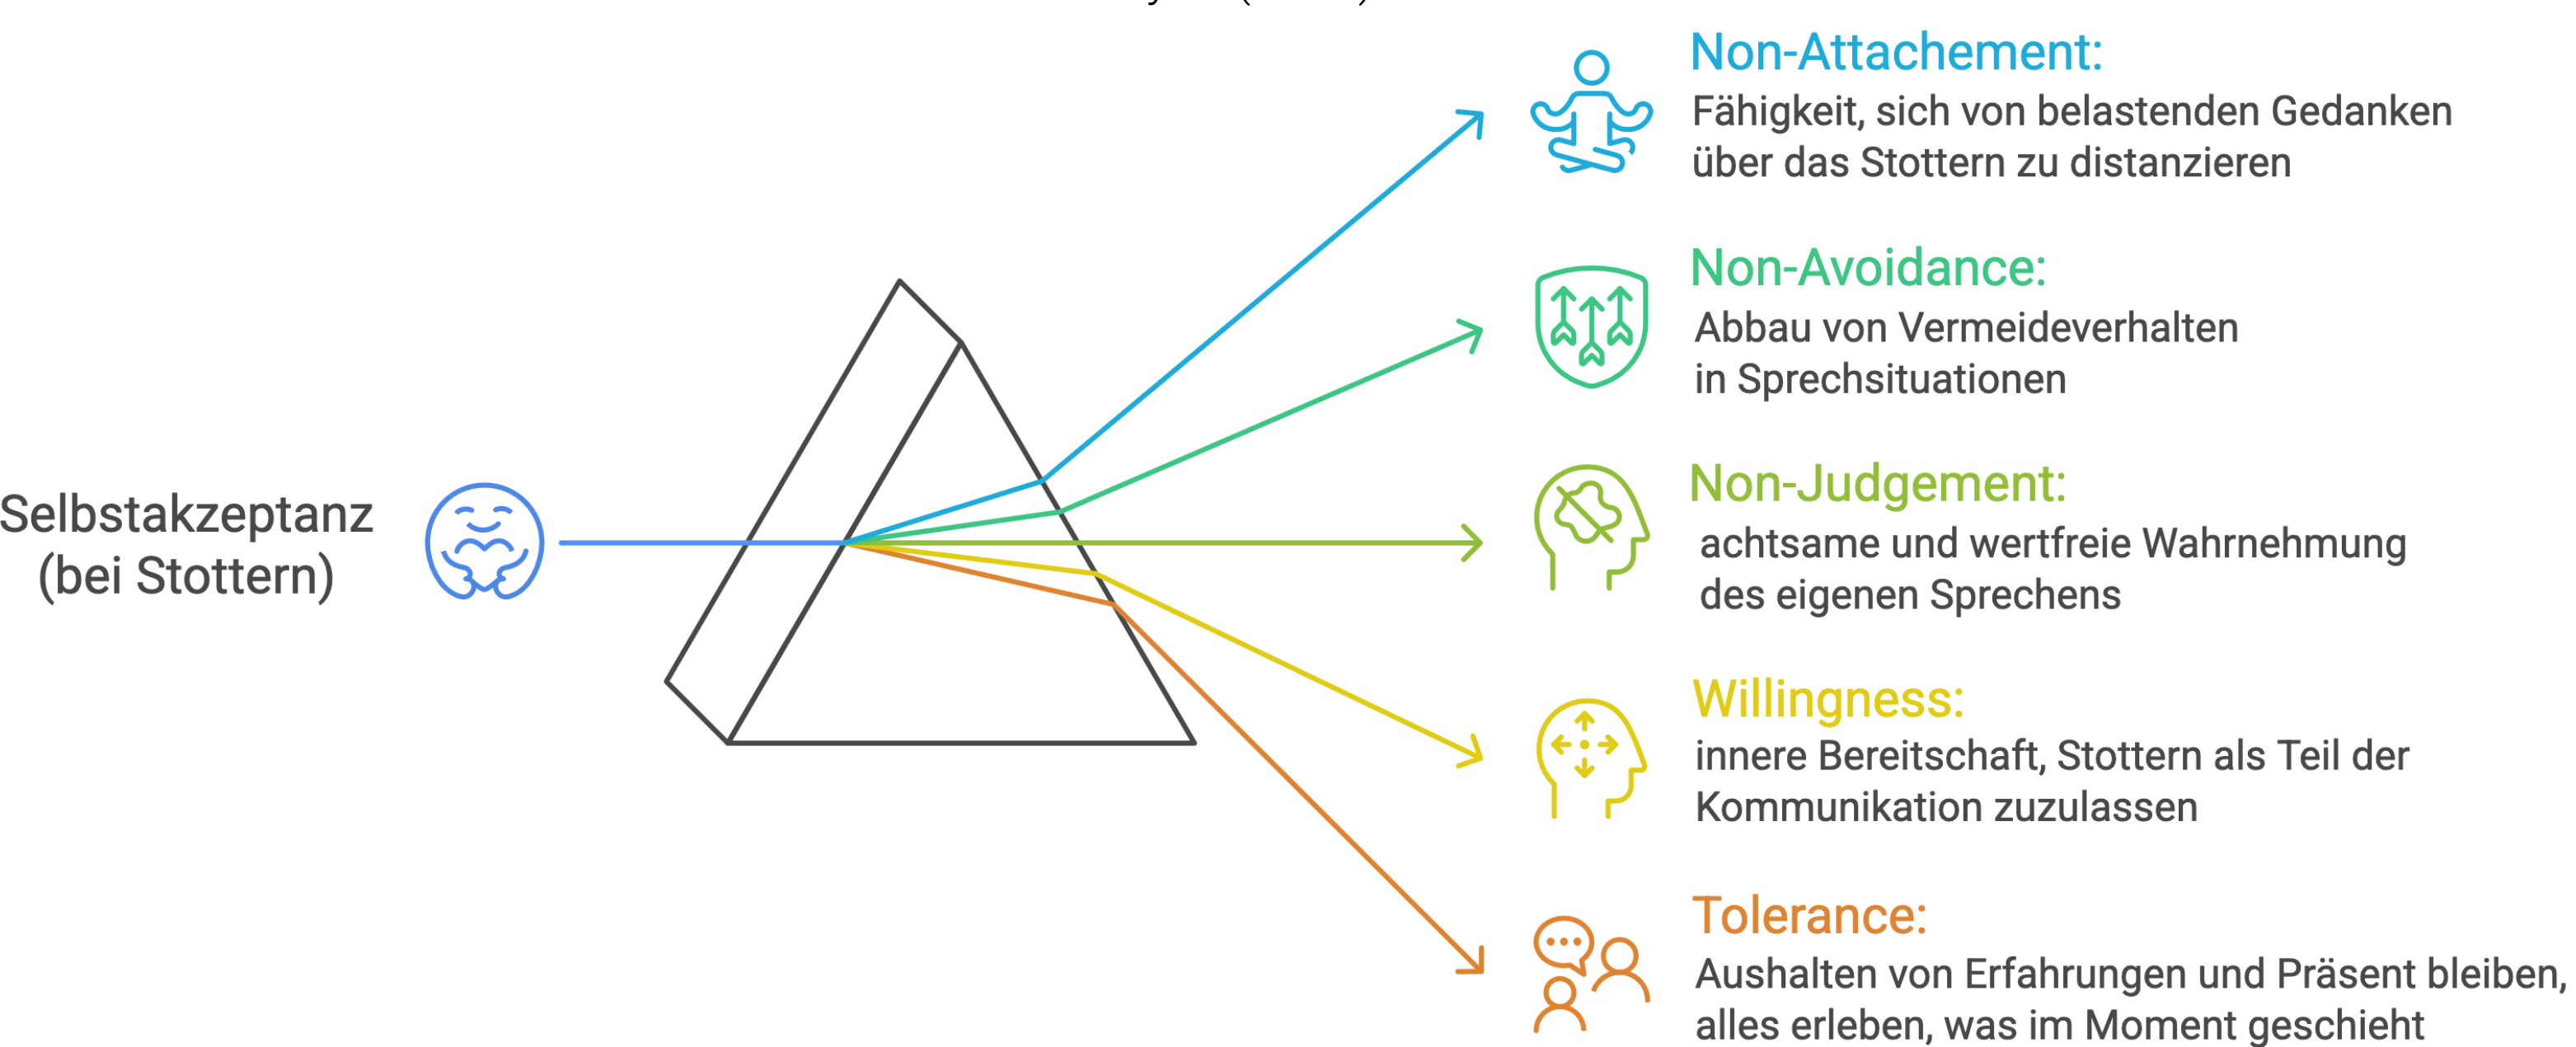 Selbstakzeptanz
(bei Stottern)
Non-Attachement:
Fähigkeit, sich von belastenden Gedanken
über das Stottern zu distanzieren
Non-Avoidance:
Abbau von Vermeideverhalten
in Sprechsituationen
Non-Judgement:
achtsame und wertfreie Wahrnehmung
des eigenen Sprechens
Willingness:
innere Bereitschaft, Stottern als Teil der
Kommunikation zuzulassen
Tolerance:
Aushalten von Erfahrungen und Präsent bleiben,
alles erleben, was im Moment geschieht